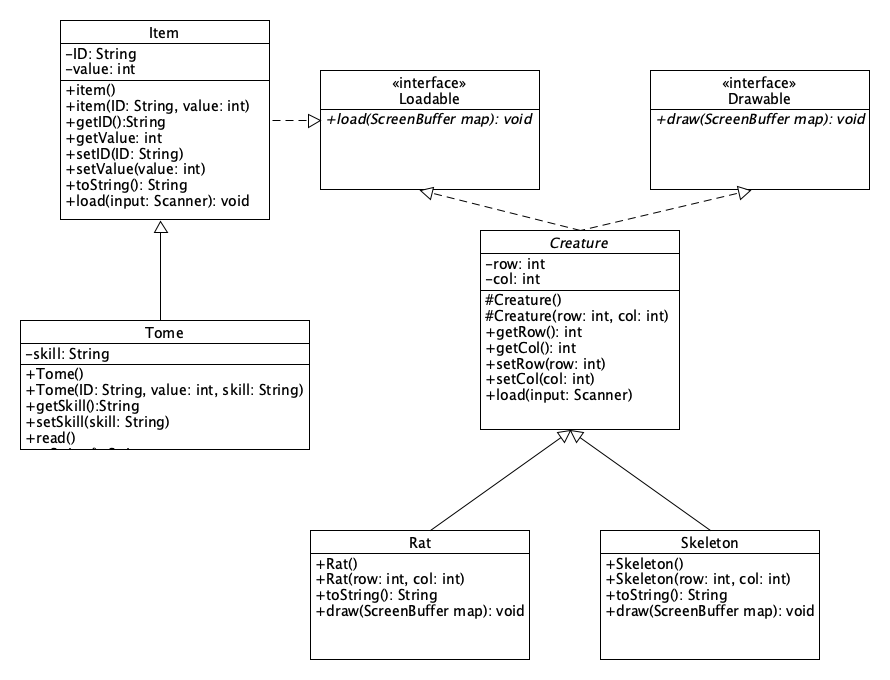 Item
-ID: String
-value: int
+item()
+item(ID: String, value: int)
+getID():String
+getValue: int
+setID(ID: String)
+setValue(value: int)
+toString(): String
+load(input: Scanner): void
«interface»
Loadable
+load(ScreenBuffer map): void
«interface»
Drawable
+draw(ScreenBuffer map): void
Creature
-row: int
-col: int
#Creature()
#Creature(row: int, col: int)
+getRow(): int
+getCol(): int
+setRow(row: int)
+setCol(col: int)
+load(input: Scanner)
Tome
-skill: String
+Tome()
+Tome(ID: String, value: int, skill: String)
+getSkill():String
+setSkill(skill: String)
+read()
Rat
+Rat()
+Rat(row: int, col: int)
+toString(): String
+draw(ScreenBuffer map): void
Skeleton
+Skeleton()
+Skeleton(row: int, col: int)
+toString(): String
+draw(ScreenBuffer map): void